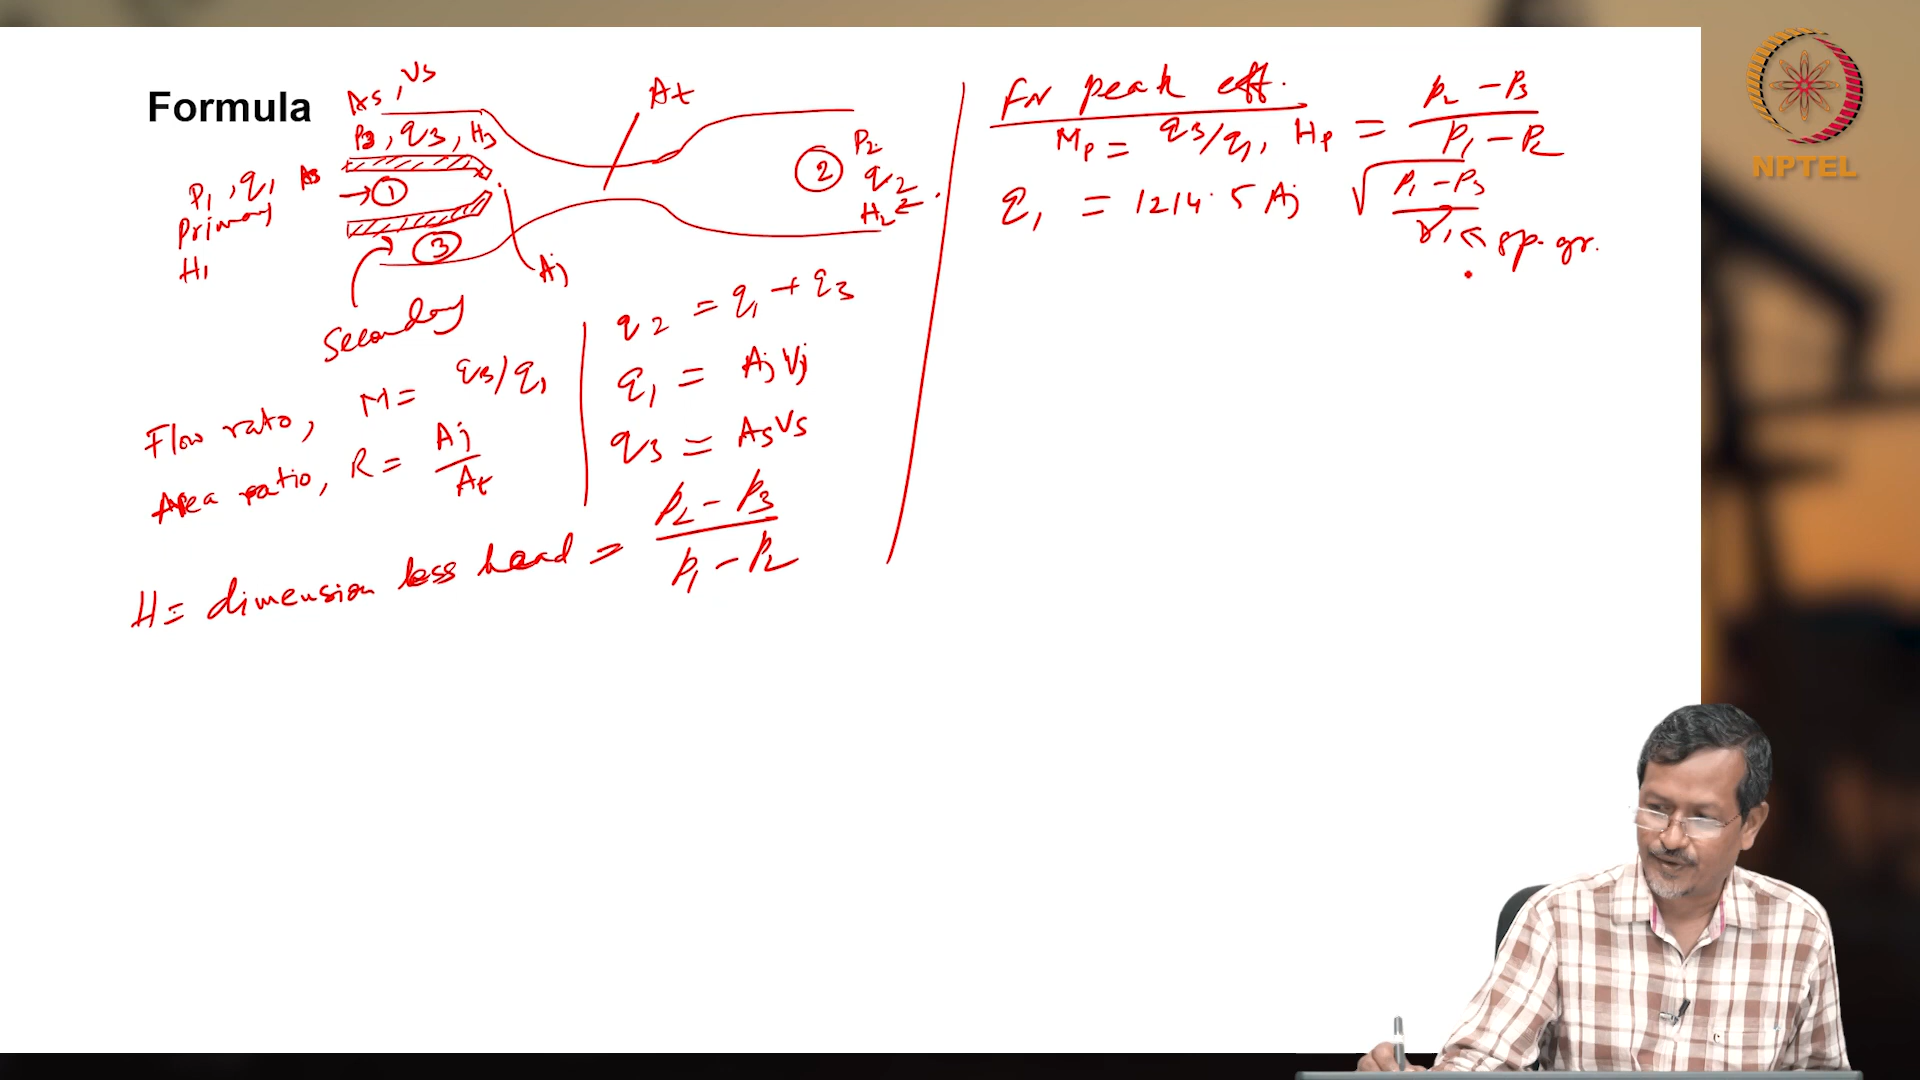 Formula
As, Vs
P3, q3, H3
P1, q1, As
Primary
H1
①
③
Secondary
At
Aj
②
P2
q2
H2 ←
Flow ratio, M = q3/q1
Area ratio, R = Aj/At
H = dimension less head = P2 - P3 / P1 - P2
q2 = q1 + q3
q1 = Aj Vj
q3 = As Vs
For peak eff.
Mp = q3/q1, Hp = P2 - P3 / P1 - P2
q1 = 1214.5 Aj √ P1 - P3 / γ1 ← sp. gr.
NPTEL